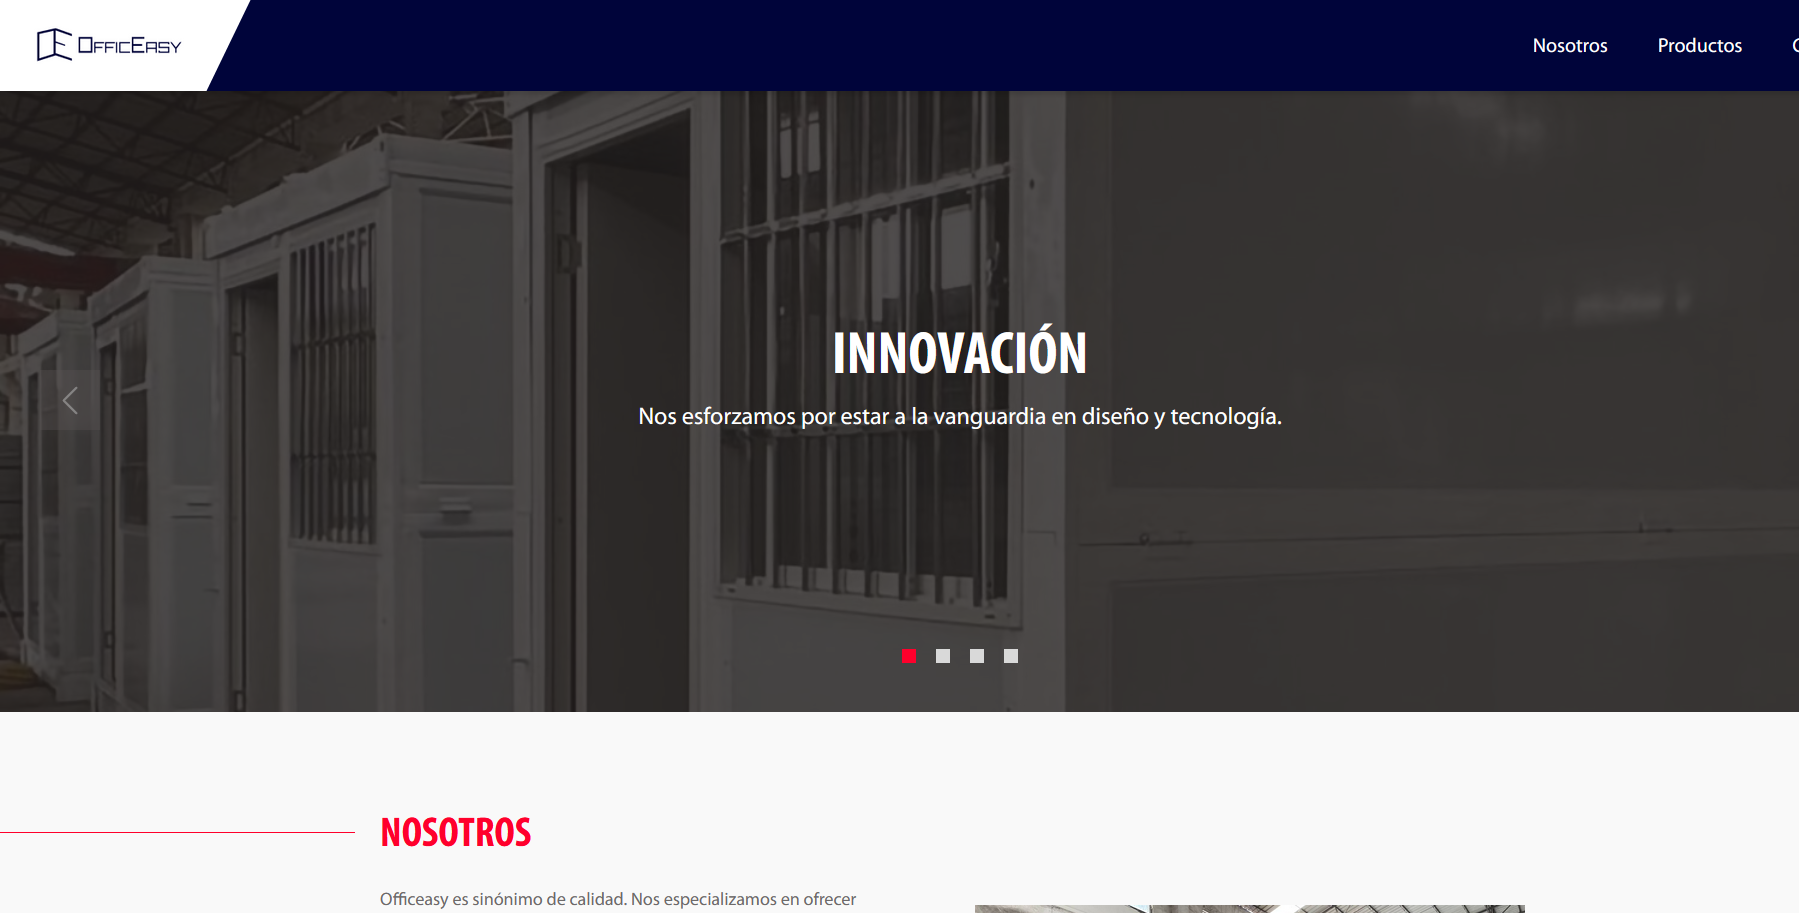 OFFICEASY
Nosotros
Productos
INNOVACIÓN
Nos esforzamos por estar a la vanguardia en diseño y tecnología.
NOSOTROS
Officeasy es sinónimo de calidad. Nos especializamos en ofrecer